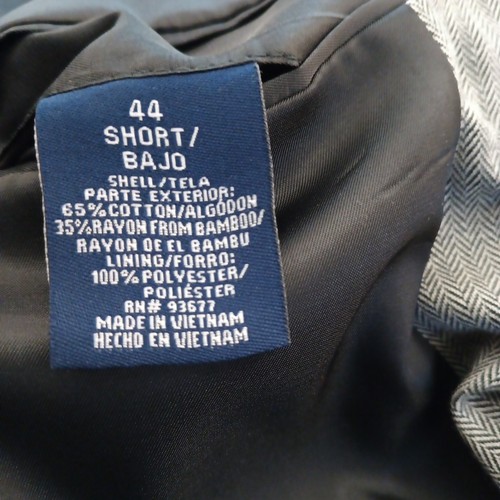 44
SHORT/
BAJO
SHELL/TELA
PARTE EXTERIOR:
65%COTTON/ALGODON
35%RAYON FROM BAMBOO/
RAYON DE EL BAMBU
LINING/FORRO:
100%POLYESTER/
POLIÉSTER
RN# 93677
MADE IN VIETNAM
HECHO EN VIETNAM